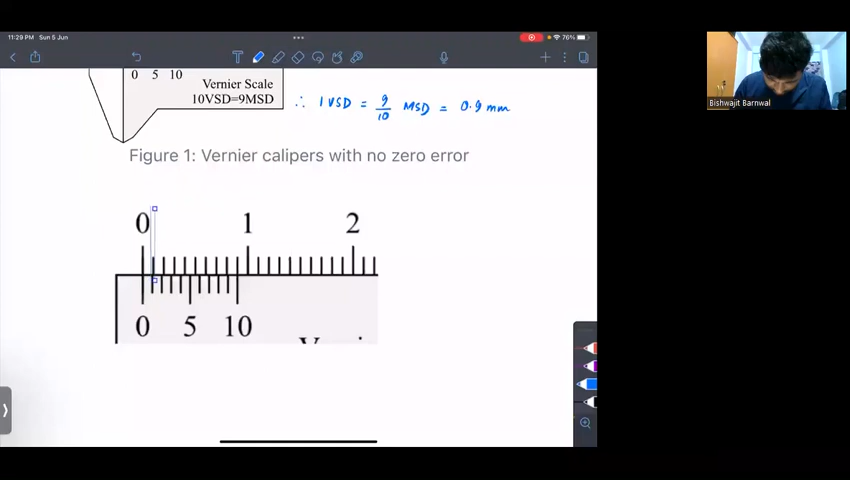 11:29 PM Sun 5 Jun
76%
T
Bishwajit Barnwal
0 5 10
Vernier Scale
10VSD=9MSD
∴ 1 VSD = 9/10 MSD = 0.9 mm
Figure 1: Vernier calipers with no zero error
0 1 2
0 5 10